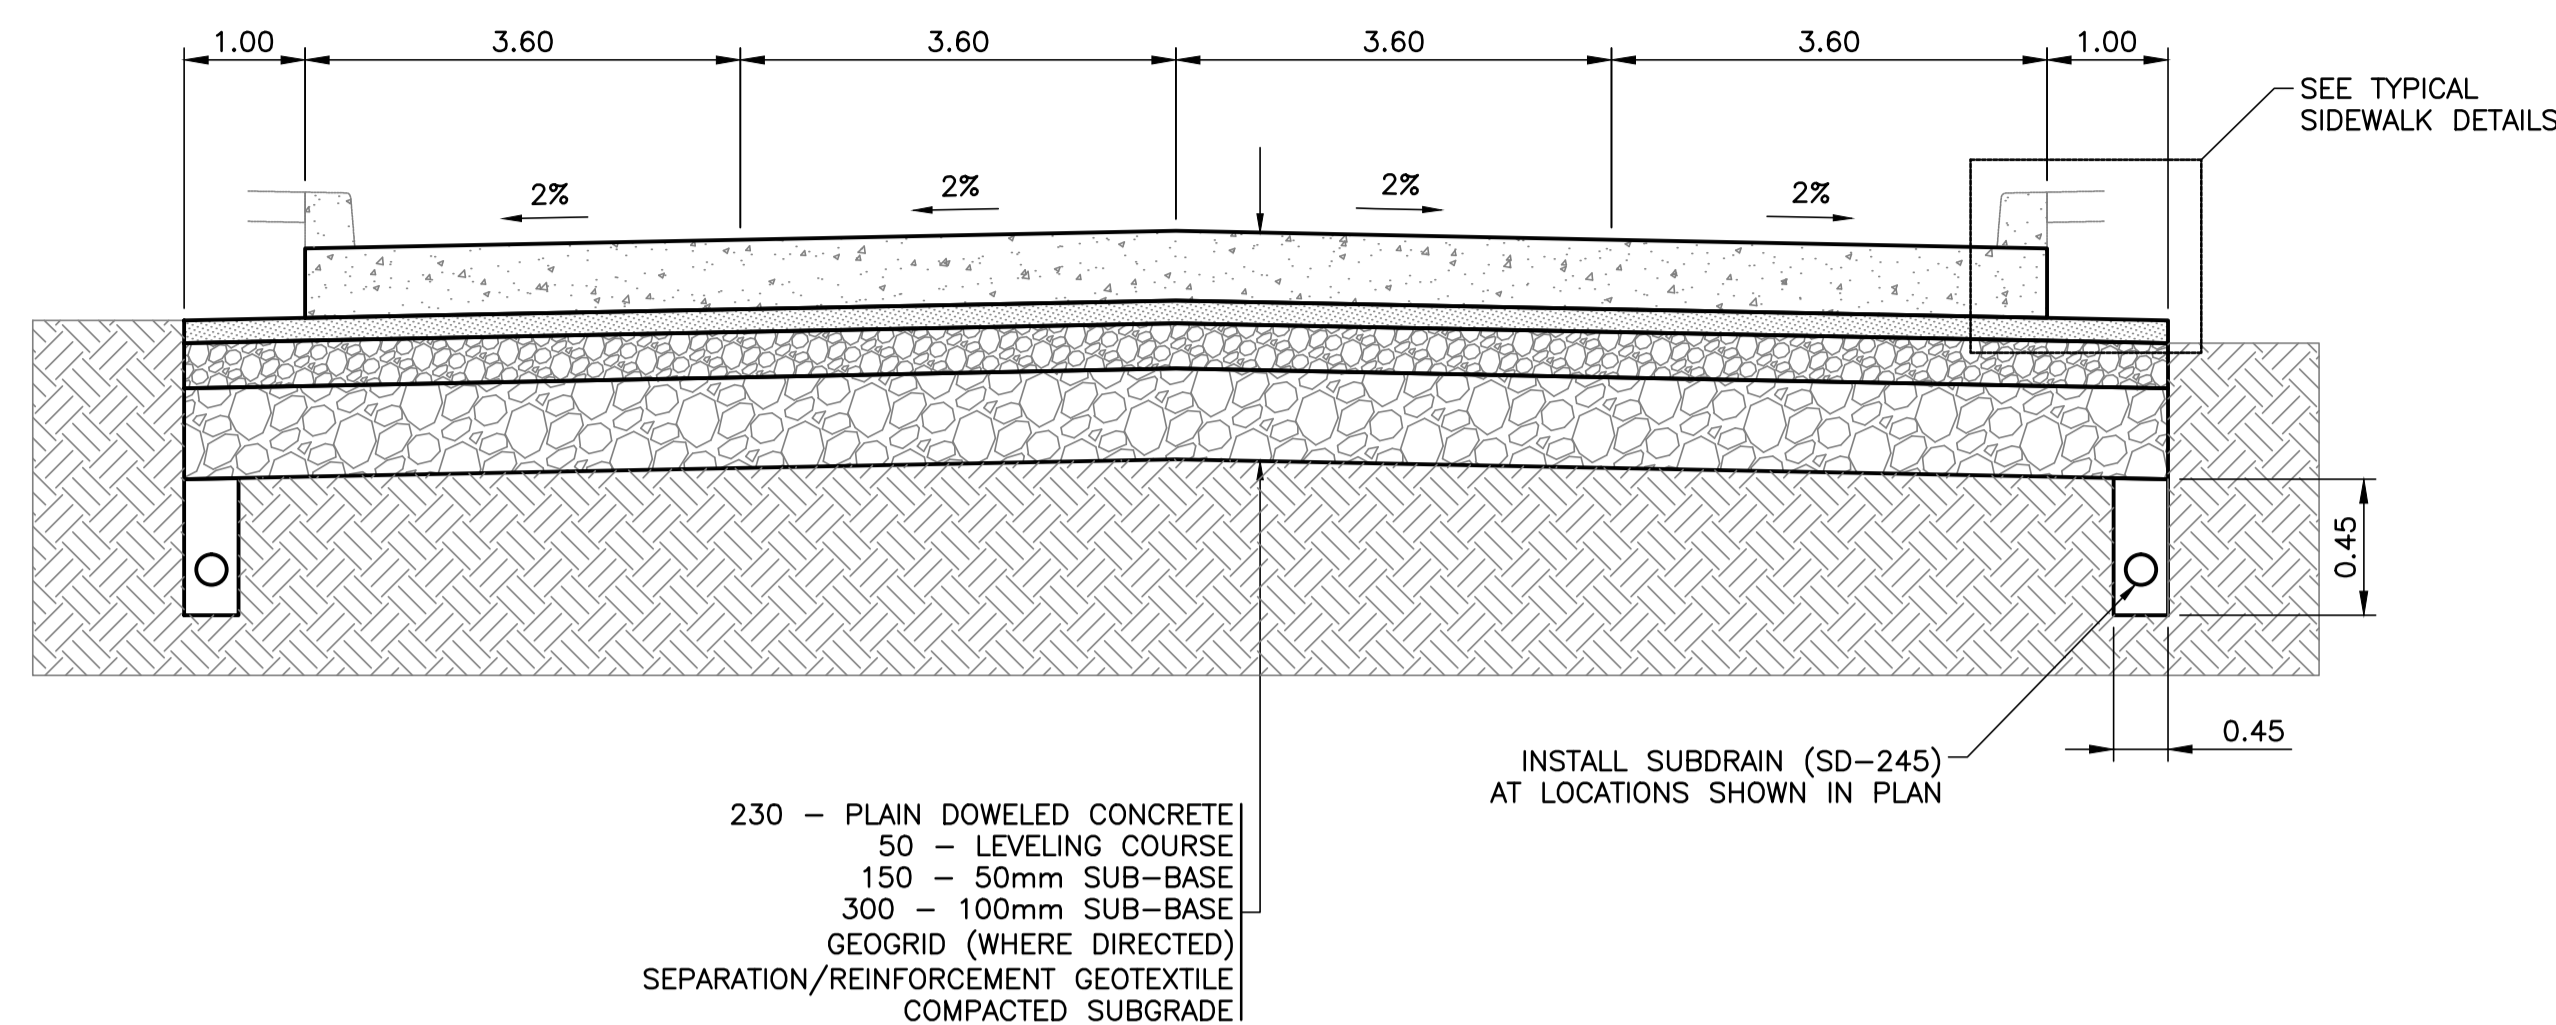 1.00 3.60 3.60 3.60 3.60 1.00
SEE TYPICAL
SIDEWALK DETAILS
2% 2% 2% 2%
0.45
0.45
INSTALL SUBDRAIN (SD-245)
AT LOCATIONS SHOWN IN PLAN
230 - PLAIN DOWELED CONCRETE
50 - LEVELING COURSE
150 - 50mm SUB-BASE
300 - 100mm SUB-BASE
GEOGRID (WHERE DIRECTED)
SEPARATION/REINFORCEMENT GEOTEXTILE
COMPACTED SUBGRADE